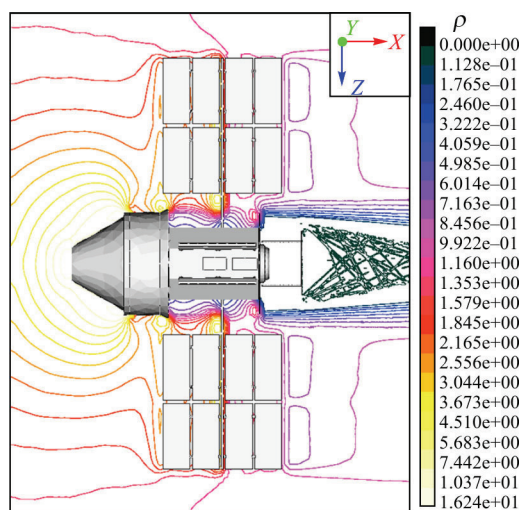 Y
X
Z
ρ
0.000e+00
1.128e–01
1.765e–01
2.460e–01
3.222e–01
4.059e–01
4.985e–01
6.014e–01
7.163e–01
8.456e–01
9.922e–01
1.160e+00
1.353e+00
1.579e+00
1.845e+00
2.165e+00
2.556e+00
3.044e+00
3.673e+00
4.510e+00
5.683e+00
7.442e+00
1.037e+01
1.624e+01